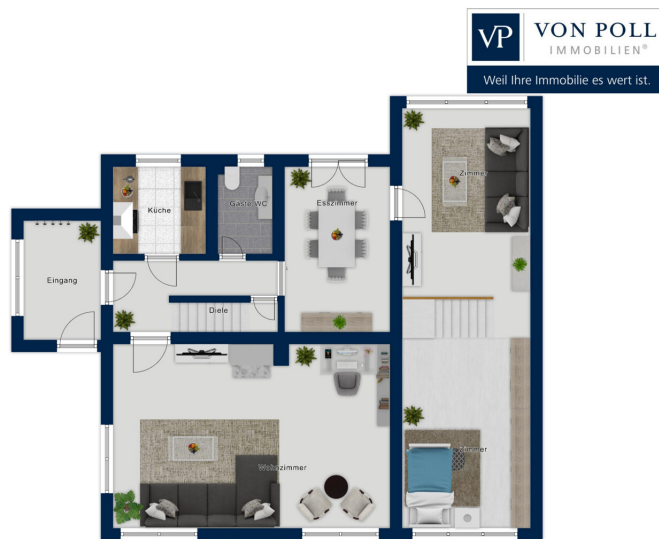 VP
VON POLL
IMMOBILIEN®
Weil Ihre Immobilie es wert ist.
Zimmer
Küche
Gäste WC
Esszimmer
Eingang
Diele
Wohnzimmer
Zimmer